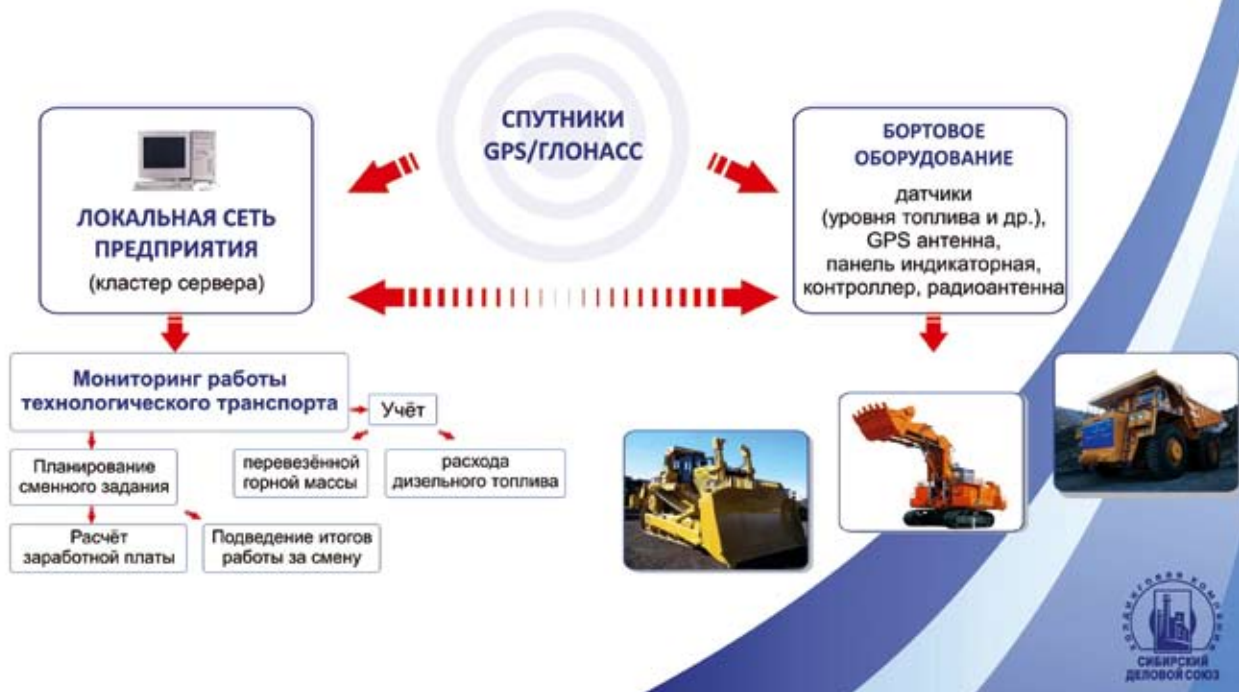 СПУТНИКИ
GPS/ГЛОНАСС
ЛОКАЛЬНАЯ СЕТЬ
ПРЕДПРИЯТИЯ
(кластер сервера)
БОРТОВОЕ
ОБОРУДОВАНИЕ
датчики
(уровня топлива и др.),
GPS антенна,
панель индикаторная,
контроллер, радиоантенна
Мониторинг работы
технологического транспорта
Учёт
Планирование
сменного задания
перевезённой
горной массы
расхода
дизельного топлива
Расчёт
заработной платы
Подведение итогов
работы за смену
ХОЛДИНГОВАЯ КОМПАНИЯ
СИБИРСКИЙ
ДЕЛОВОЙ СОЮЗ